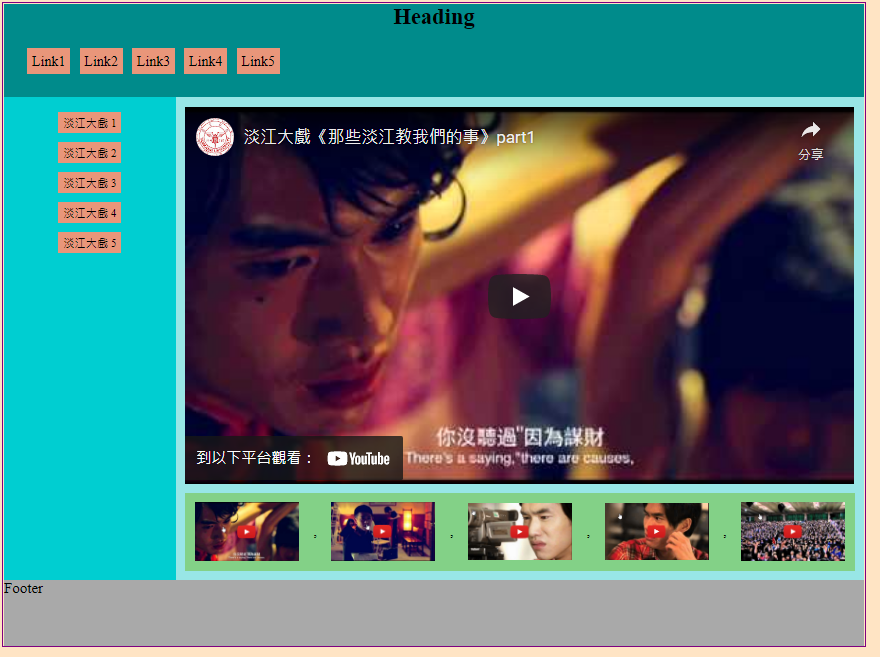 Heading
Link1 Link2 Link3 Link4 Link5
淡江大戲 1
淡江大戲 2
淡江大戲 3
淡江大戲 4
淡江大戲 5
淡江大戲《那些淡江教我們的事》part1
分享
你沒聽過"因為謀財
There's a saying,"there are causes,
到以下平台觀看： YouTube
Footer